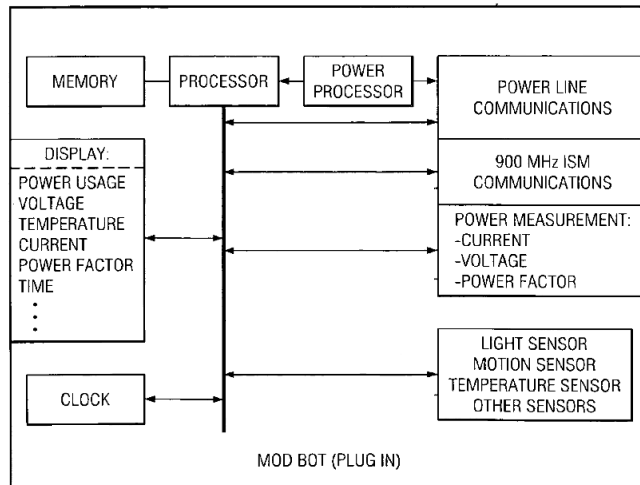 MEMORY
PROCESSOR
POWER
PROCESSOR
POWER LINE
COMMUNICATIONS
900 MHz ISM
COMMUNICATIONS
DISPLAY:
POWER USAGE
VOLTAGE
TEMPERATURE
CURRENT
POWER FACTOR
TIME
POWER MEASUREMENT:
-CURRENT
-VOLTAGE
-POWER FACTOR
LIGHT SENSOR
MOTION SENSOR
TEMPERATURE SENSOR
OTHER SENSORS
CLOCK
MOD BOT (PLUG IN)